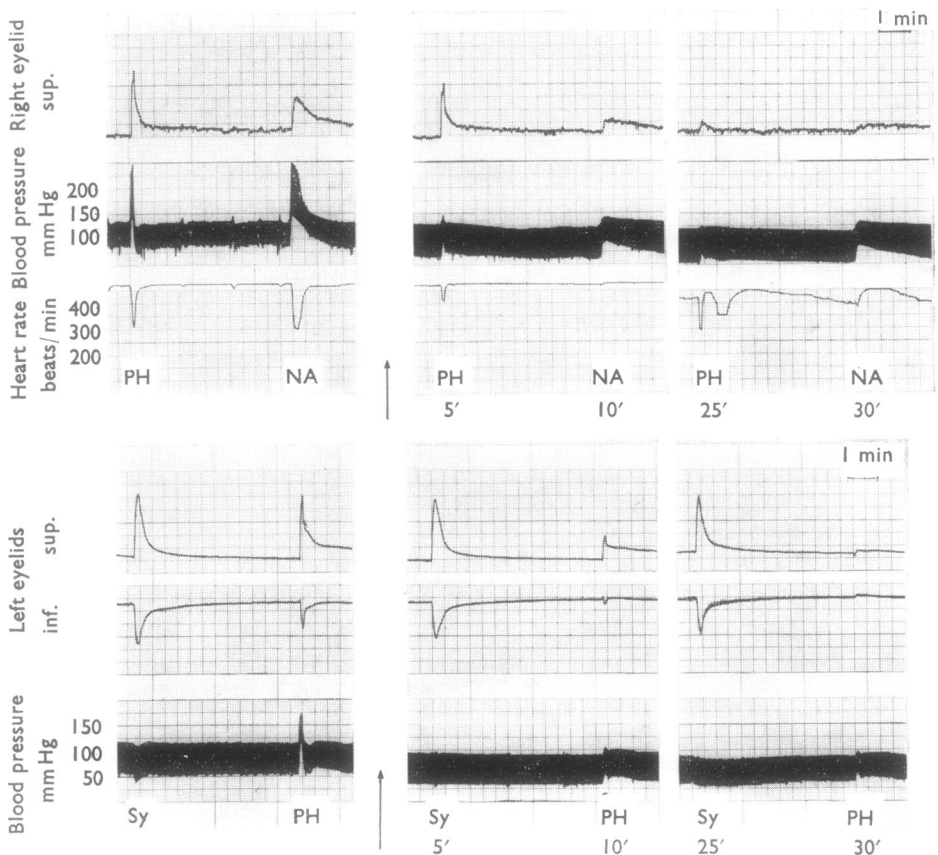 1 min
Right eyelid
sup.
Blood pressure
mm Hg
200
150
100
Heart rate
beats/min
400
300
200
PH
NA
PH
NA
PH
NA
5′
10′
25′
30′
1 min
Left eyelids
sup.
inf.
Blood pressure
mm Hg
150
100
50
Sy
PH
Sy
PH
Sy
PH
5′
10′
25′
30′